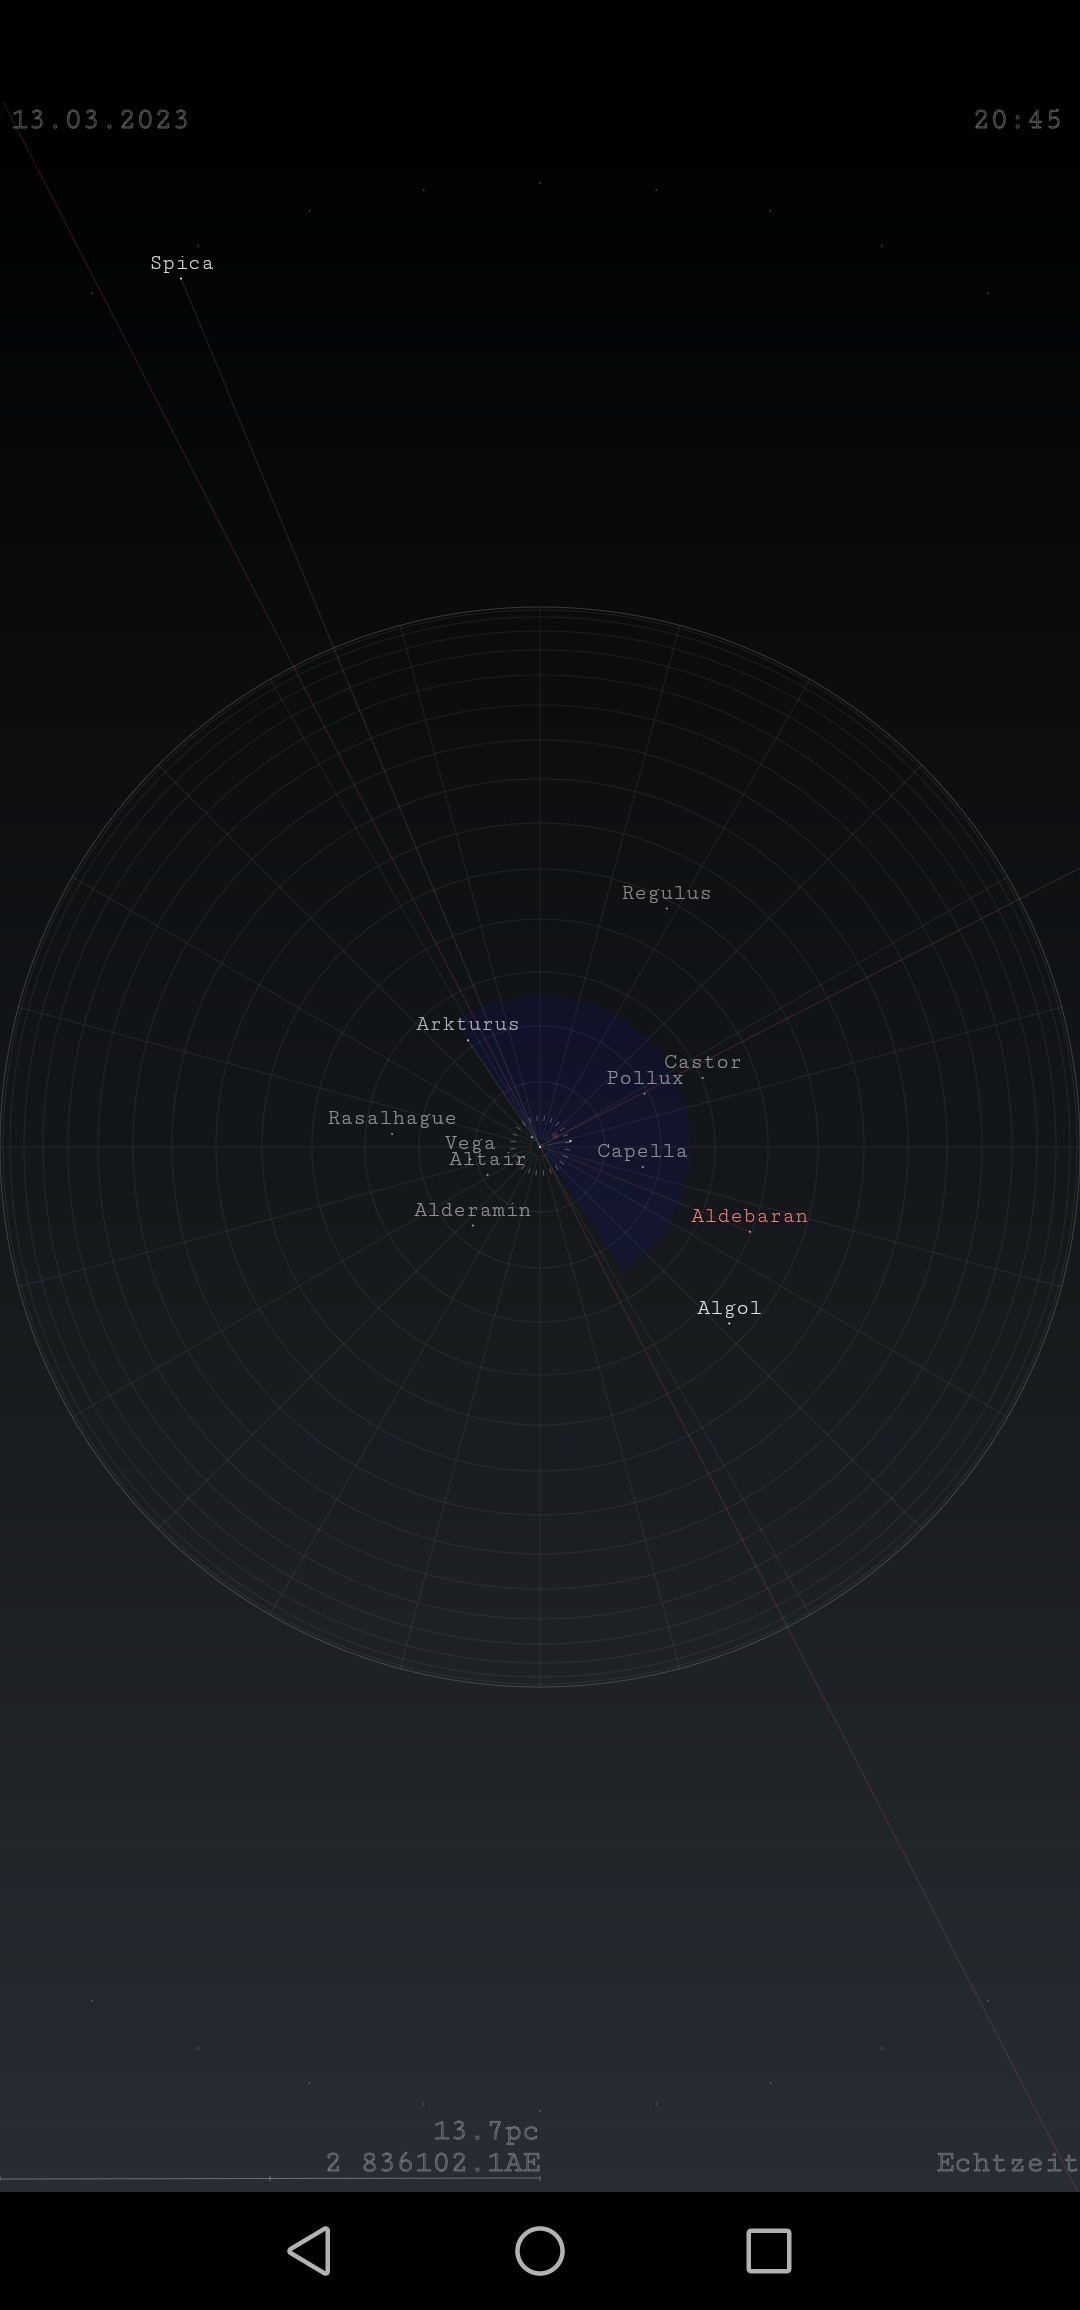 13.03.2023
20:45
Spica
Regulus
Arkturus
Castor
Pollux
Rasalhague
Vega
Capella
Altair
Alderamin
Aldebaran
Algol
13.7pc
2 836102.1AE
Echtzeit